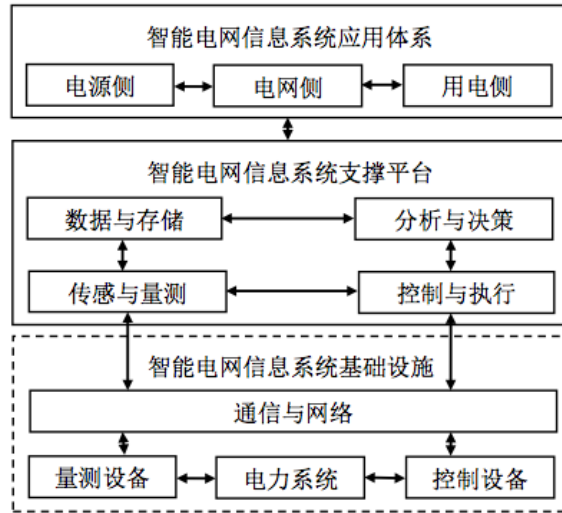 智能电网信息系统应用体系
电源侧
电网侧
用电侧
智能电网信息系统支撑平台
数据与存储
分析与决策
传感与量测
控制与执行
智能电网信息系统基础设施
通信与网络
量测设备
电力系统
控制设备